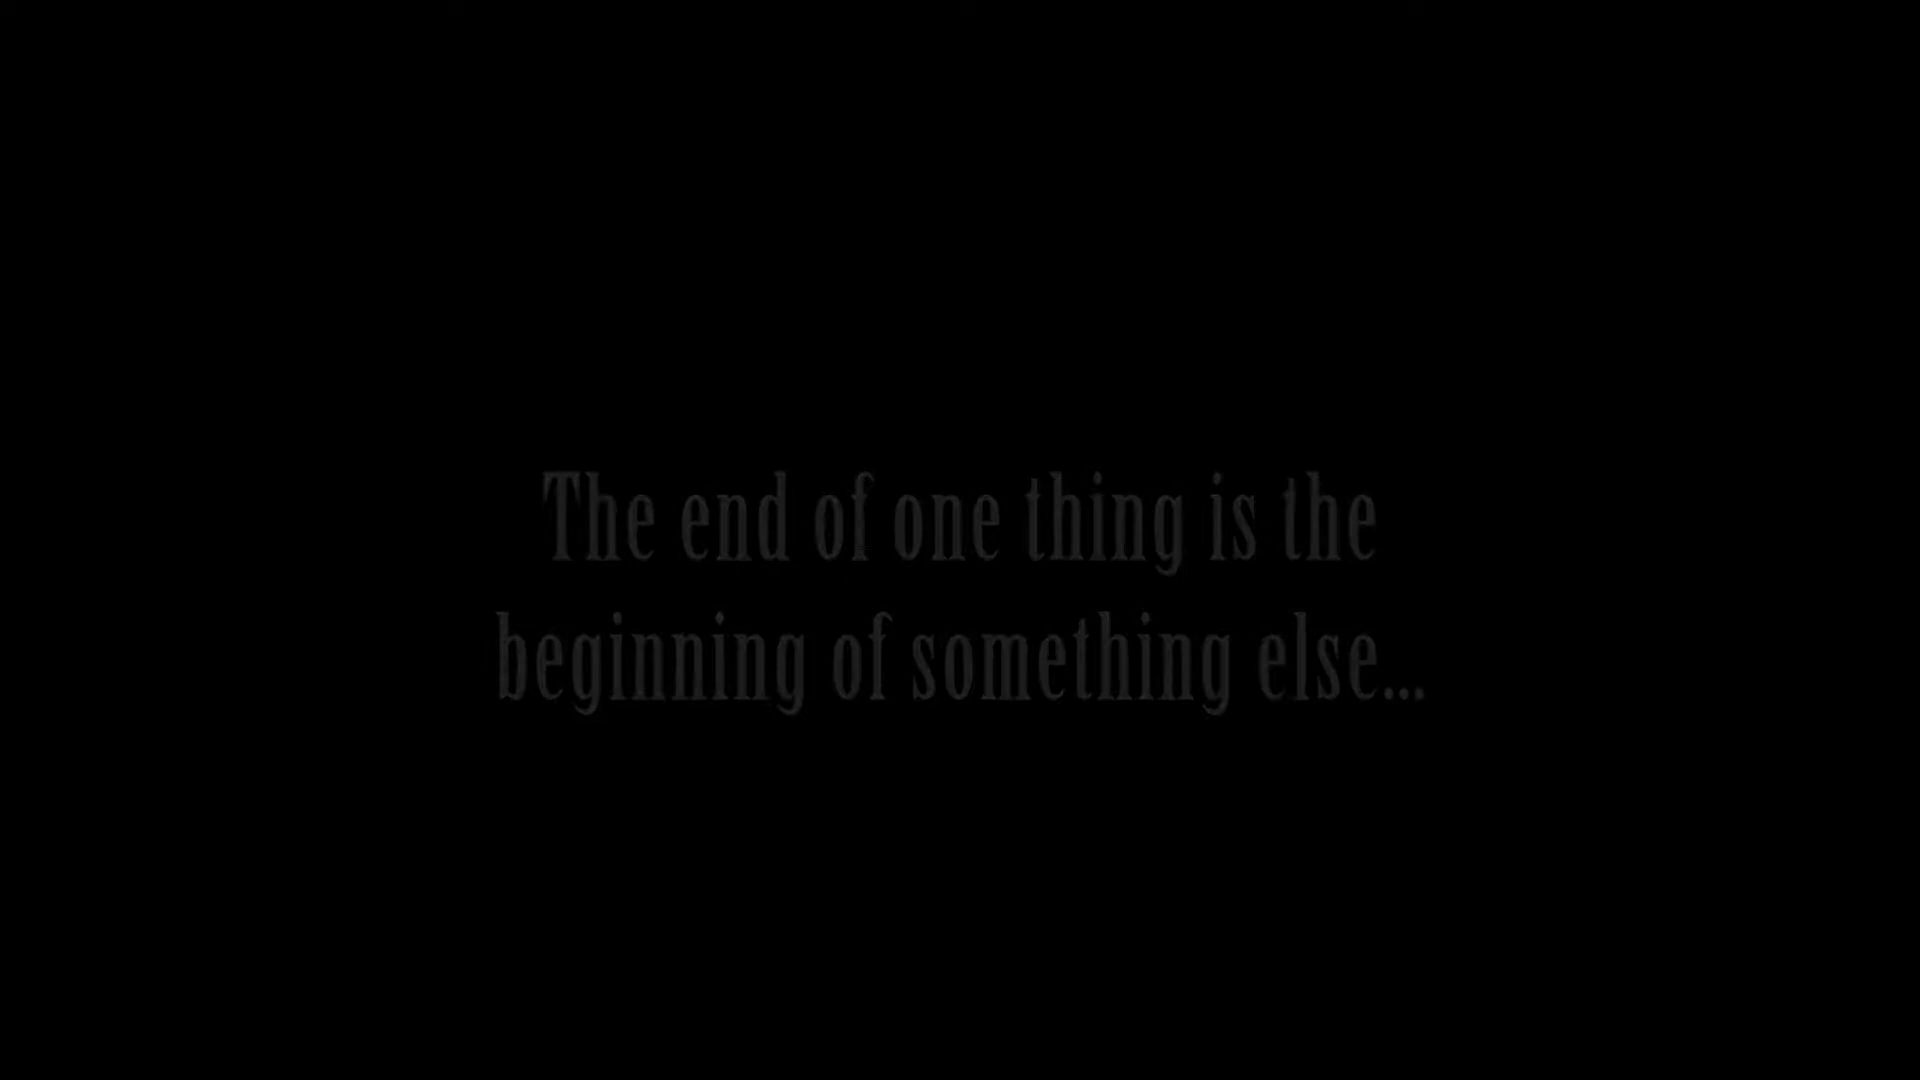 The end of one thing is the
beginning of something else...